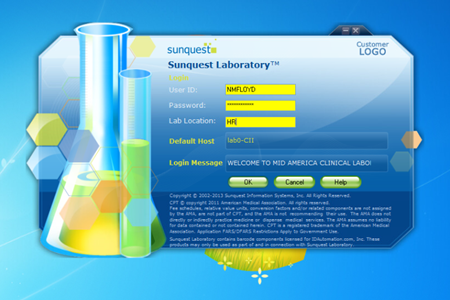 sunquest
Customer
LOGO
Sunquest Laboratory™
Login
User ID: NMFLOYD
Password: ************
Lab Location: HFI
Default Host lab0-CII
Login Message WELCOME TO MID AMERICA CLINICAL LABO!
OK Cancel Help
Copyright © 2002-2013 Sunquest Information Systems, Inc. All Rights Reserved.
CPT © copyright 2011 American Medical Association. All rights reserved.
Fee schedules, relative value units, conversion factors and/or related components are not assigned
by the AMA, are not part of CPT, and the AMA is not recommending their use. The AMA does not
directly or indirectly practice medicine or dispense medical services. The AMA assumes no liability
for data contained or not contained herein. CPT is a registered trademark of the American Medical
Association. Application FARS/DFARS Restrictions Apply to Government Use.
Sunquest Laboratory contains barcode components licensed for IDAutomation.com, Inc. These
products may only be used as part of and in connection with SUNQUEST Laboratory.